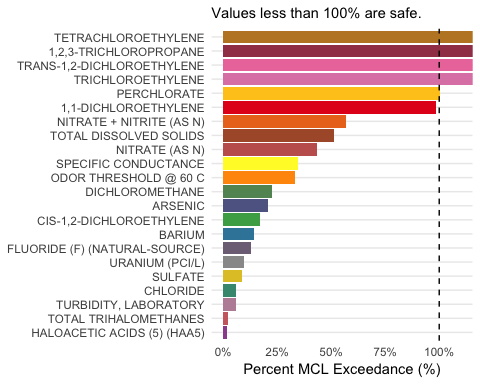 Values less than 100% are safe.
TETRACHLOROETHYLENE
1,2,3-TRICHLOROPROPANE
TRANS-1,2-DICHLOROETHYLENE
TRICHLOROETHYLENE
PERCHLORATE
1,1-DICHLOROETHYLENE
NITRATE + NITRITE (AS N)
TOTAL DISSOLVED SOLIDS
NITRATE (AS N)
SPECIFIC CONDUCTANCE
ODOR THRESHOLD @ 60 C
DICHLOROMETHANE
ARSENIC
CIS-1,2-DICHLOROETHYLENE
BARIUM
FLUORIDE (F) (NATURAL-SOURCE)
URANIUM (PCI/L)
SULFATE
CHLORIDE
TURBIDITY, LABORATORY
TOTAL TRIHALOMETHANES
HALOACETIC ACIDS (5) (HAA5)
0% 25% 50% 75% 100%
Percent MCL Exceedance (%)